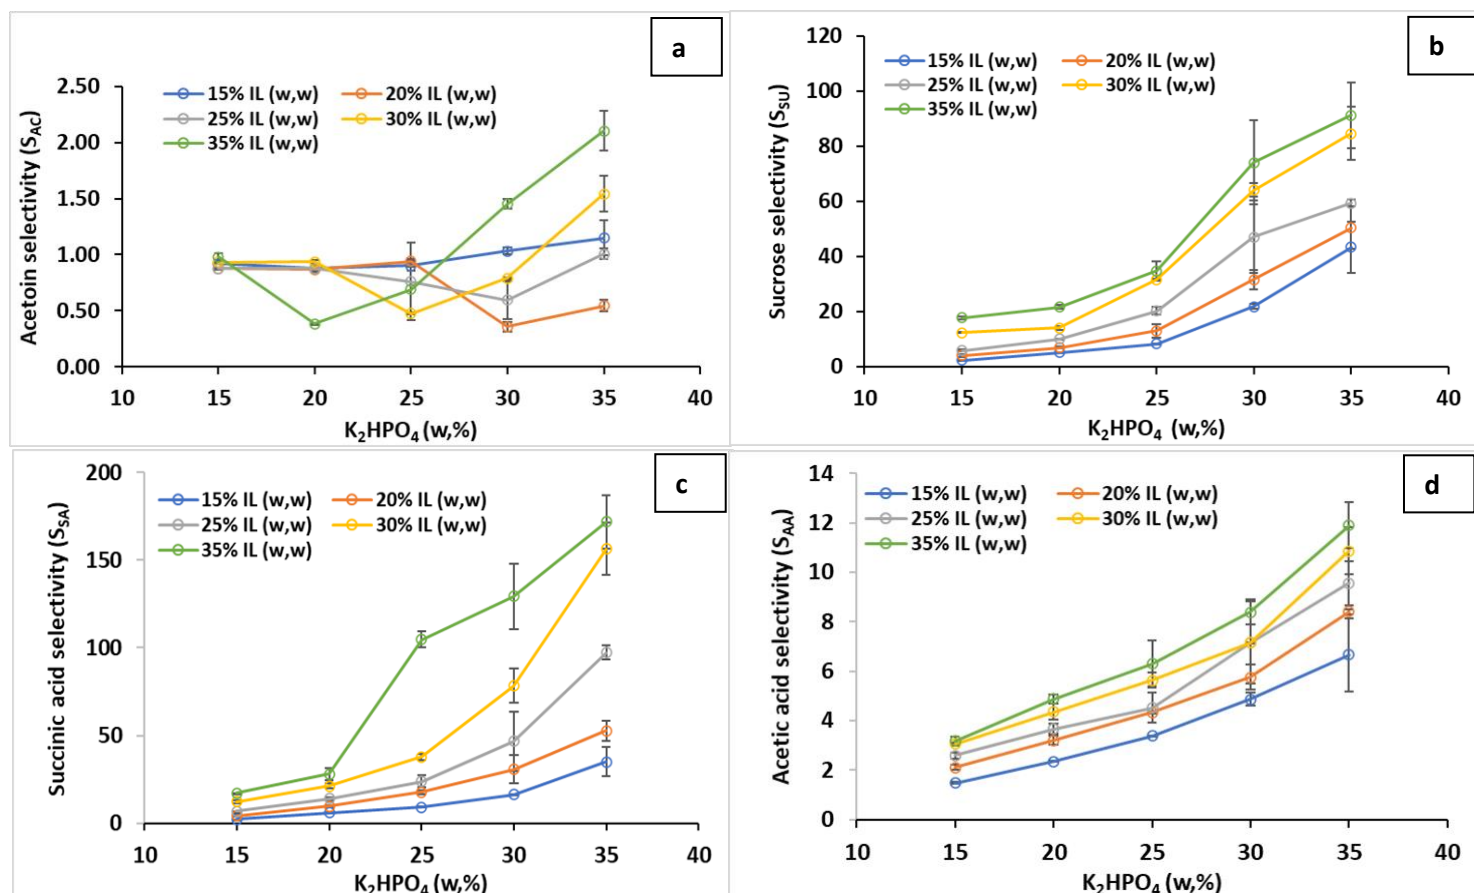 a
Acetoin selectivity (S_AC)
2.50
2.00
1.50
1.00
0.50
0.00
15% IL (w,w)
20% IL (w,w)
25% IL (w,w)
30% IL (w,w)
35% IL (w,w)
10 15 20 25 30 35 40
K₂HPO₄ (w,%)
b
Sucrose selectivity (S_SU)
120
100
80
60
40
20
0
15% IL (w,w)
20% IL (w,w)
25% IL (w,w)
30% IL (w,w)
35% IL (w,w)
10 15 20 25 30 35 40
K₂HPO₄ (w,%)
c
Succinic acid selectivity (S_SA)
200
150
100
50
0
15% IL (w,w)
20% IL (w,w)
25% IL (w,w)
30% IL (w,w)
35% IL (w,w)
10 15 20 25 30 35 40
K₂HPO₄ (w,%)
d
Acetic acid selectivity (S_AA)
14
12
10
8
6
4
2
0
15% IL (w,w)
20% IL (w,w)
25% IL (w,w)
30% IL (w,w)
35% IL (w,w)
10 15 20 25 30 35 40
K₂HPO₄ (w,%)